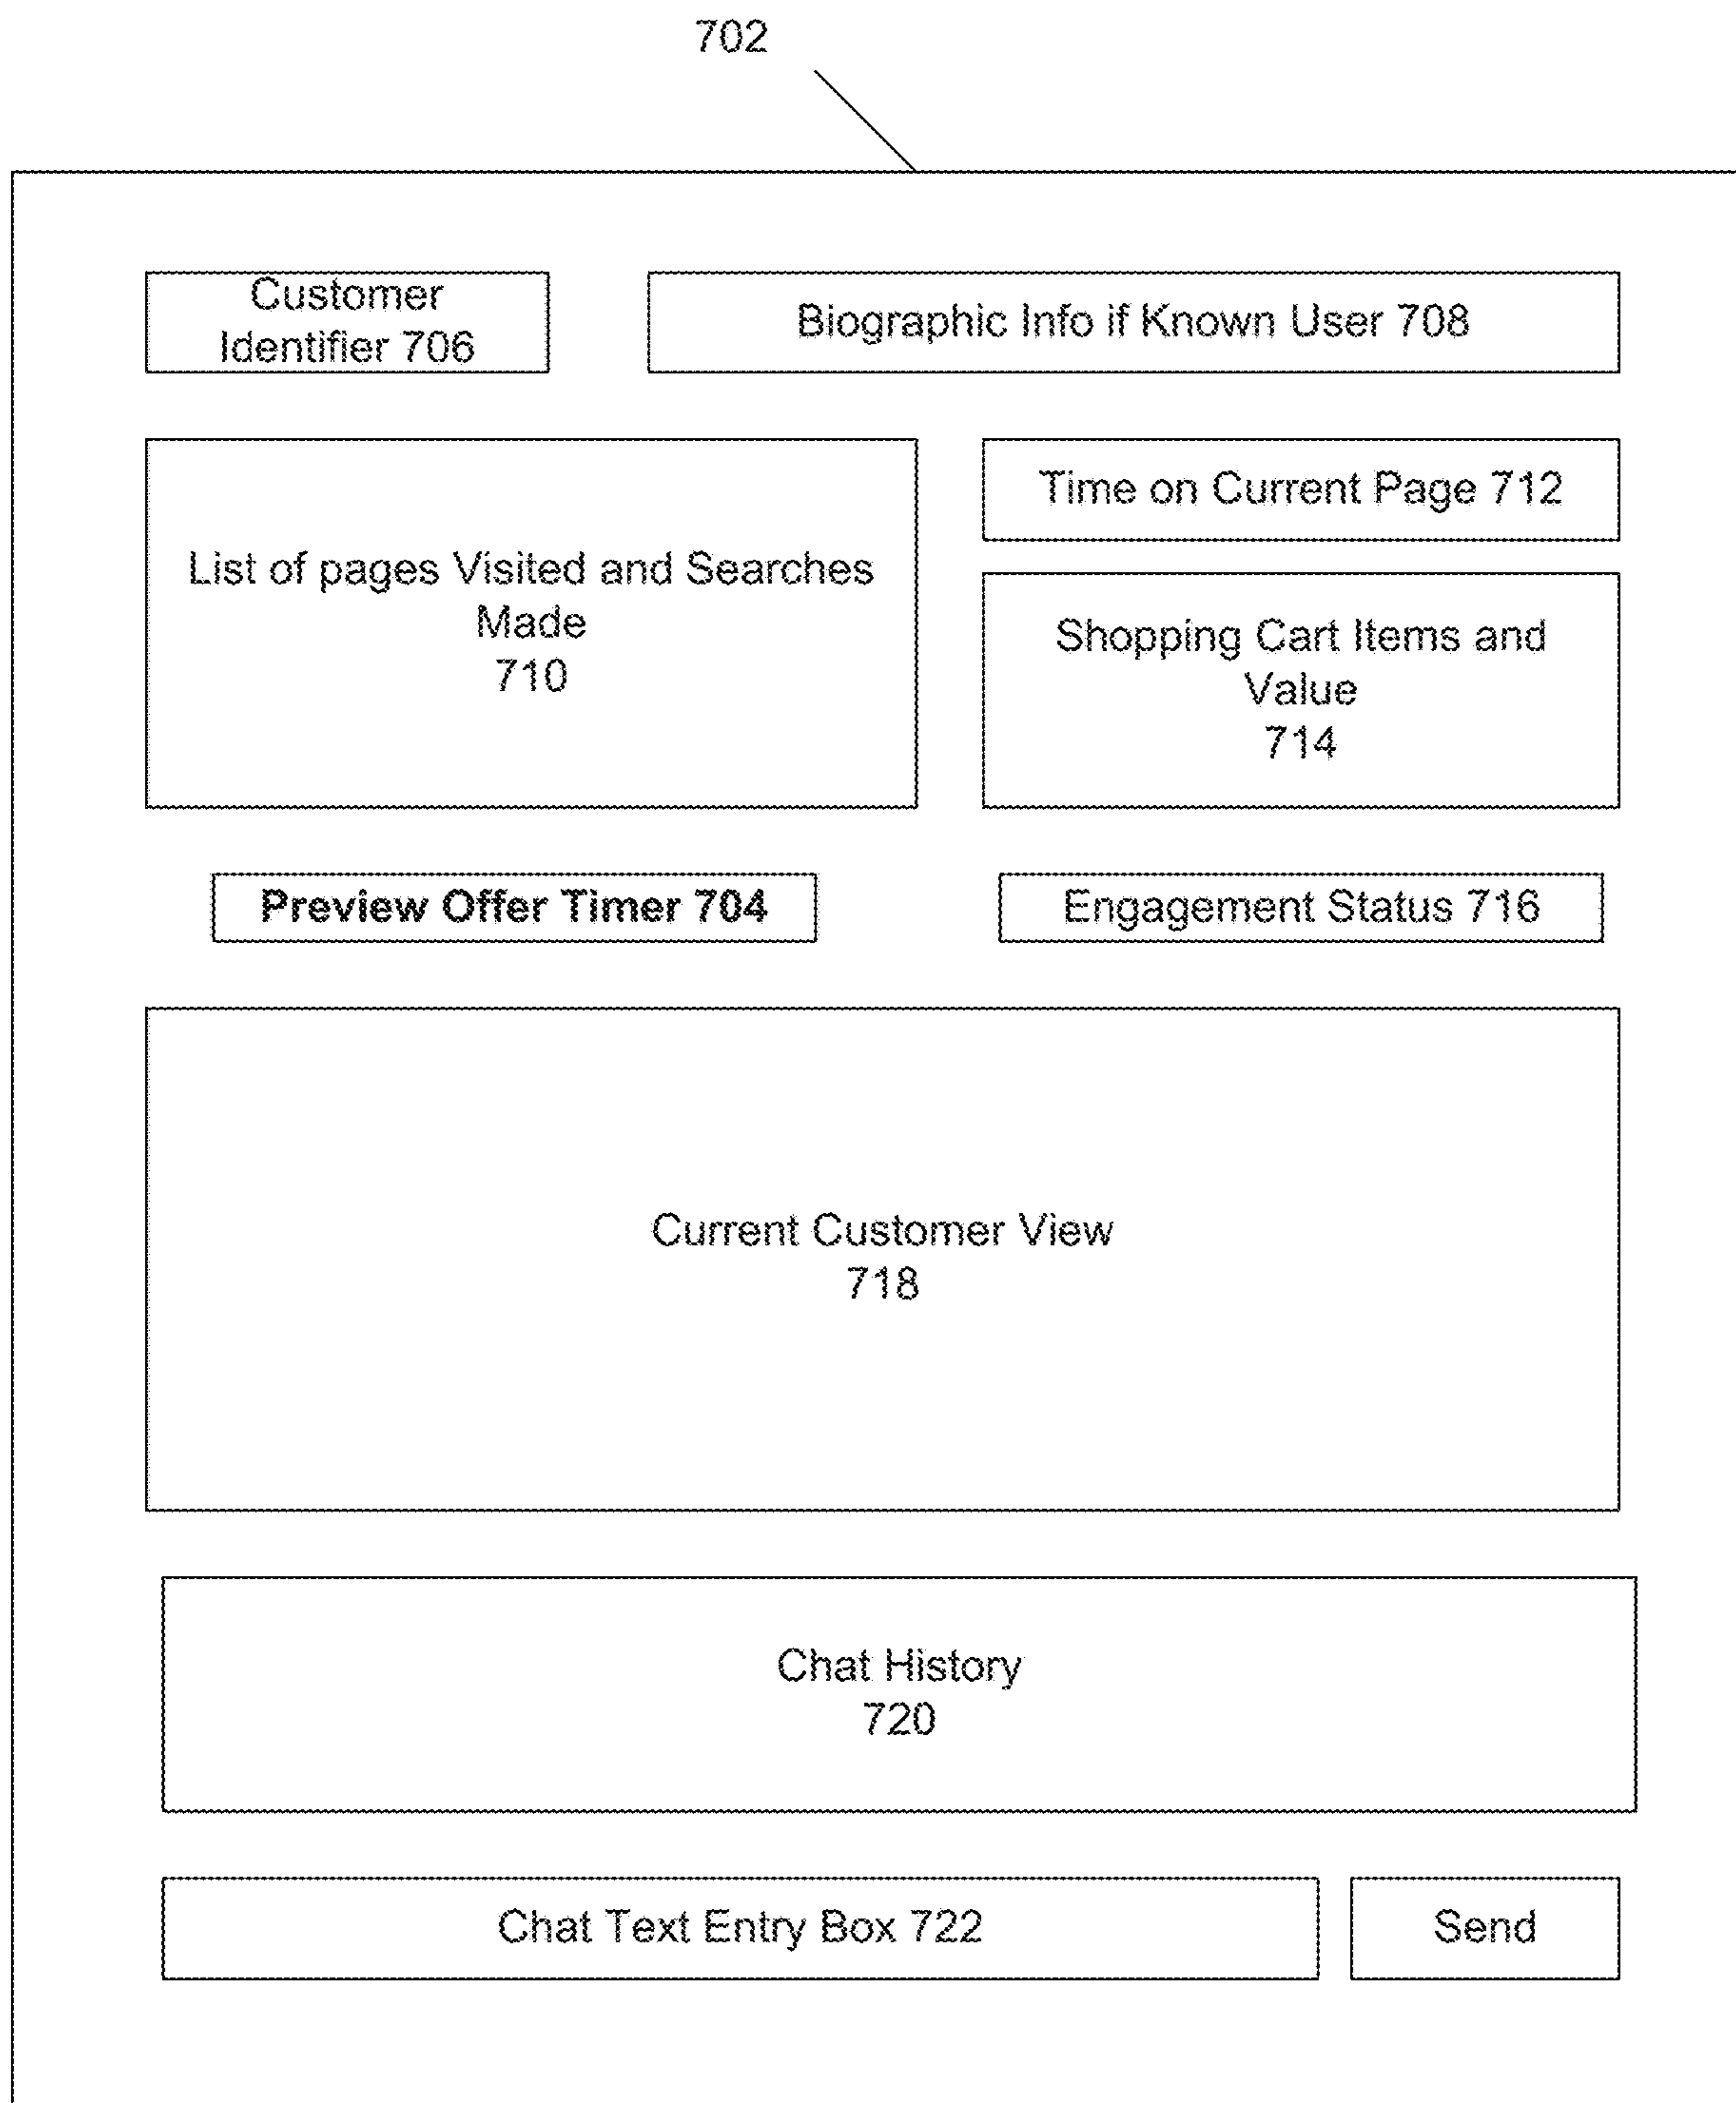 702
Customer
Identifier 706
Biographic Info if Known User 708
List of pages Visited and Searches
Made
710
Time on Current Page 712
Shopping Cart Items and
Value
714
Preview Offer Timer 704
Engagement Status 716
Current Customer View
718
Chat History
720
Chat Text Entry Box 722
Send